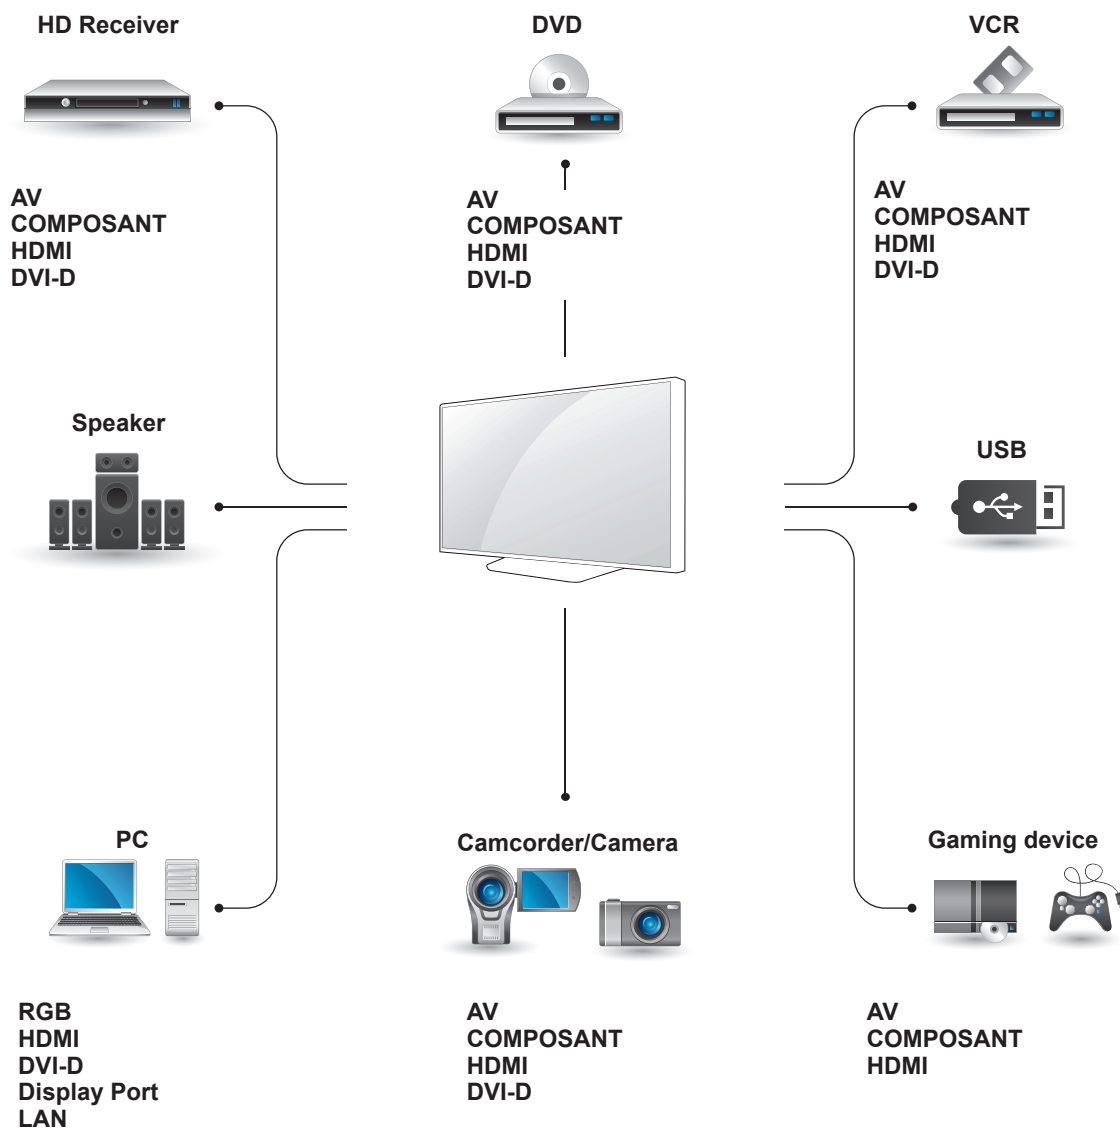 HD Receiver
AV
COMPOSANT
HDMI
DVI-D
DVD
AV
COMPOSANT
HDMI
DVI-D
VCR
AV
COMPOSANT
HDMI
DVI-D
Speaker
USB
PC
RGB
HDMI
DVI-D
Display Port
LAN
Camcorder/Camera
AV
COMPOSANT
HDMI
DVI-D
Gaming device
AV
COMPOSANT
HDMI